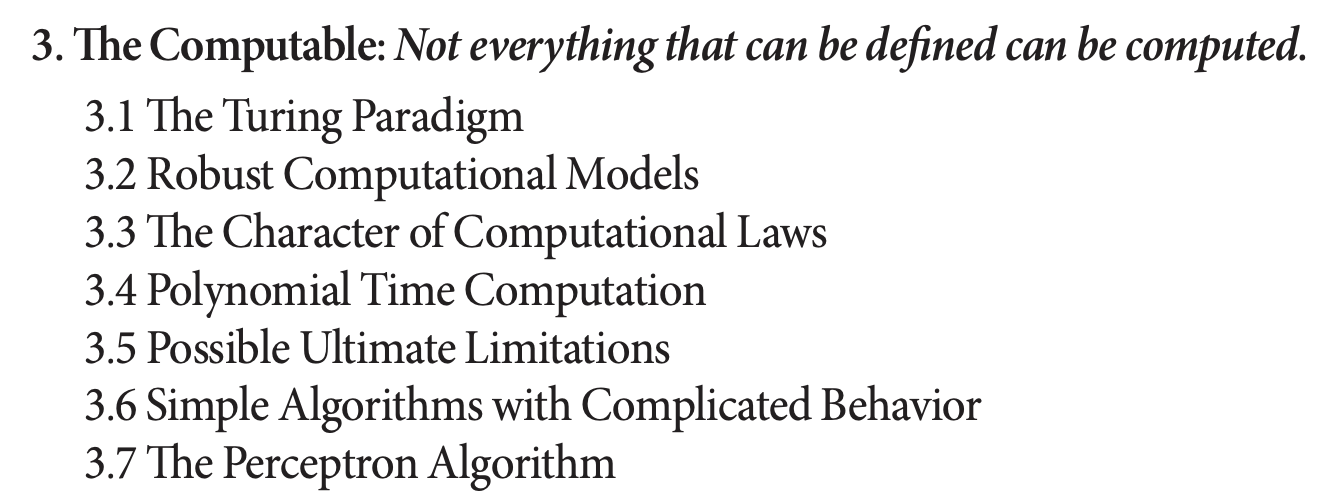 3. The Computable: Not everything that can be defined can be computed.
3.1 The Turing Paradigm
3.2 Robust Computational Models
3.3 The Character of Computational Laws
3.4 Polynomial Time Computation
3.5 Possible Ultimate Limitations
3.6 Simple Algorithms with Complicated Behavior
3.7 The Perceptron Algorithm